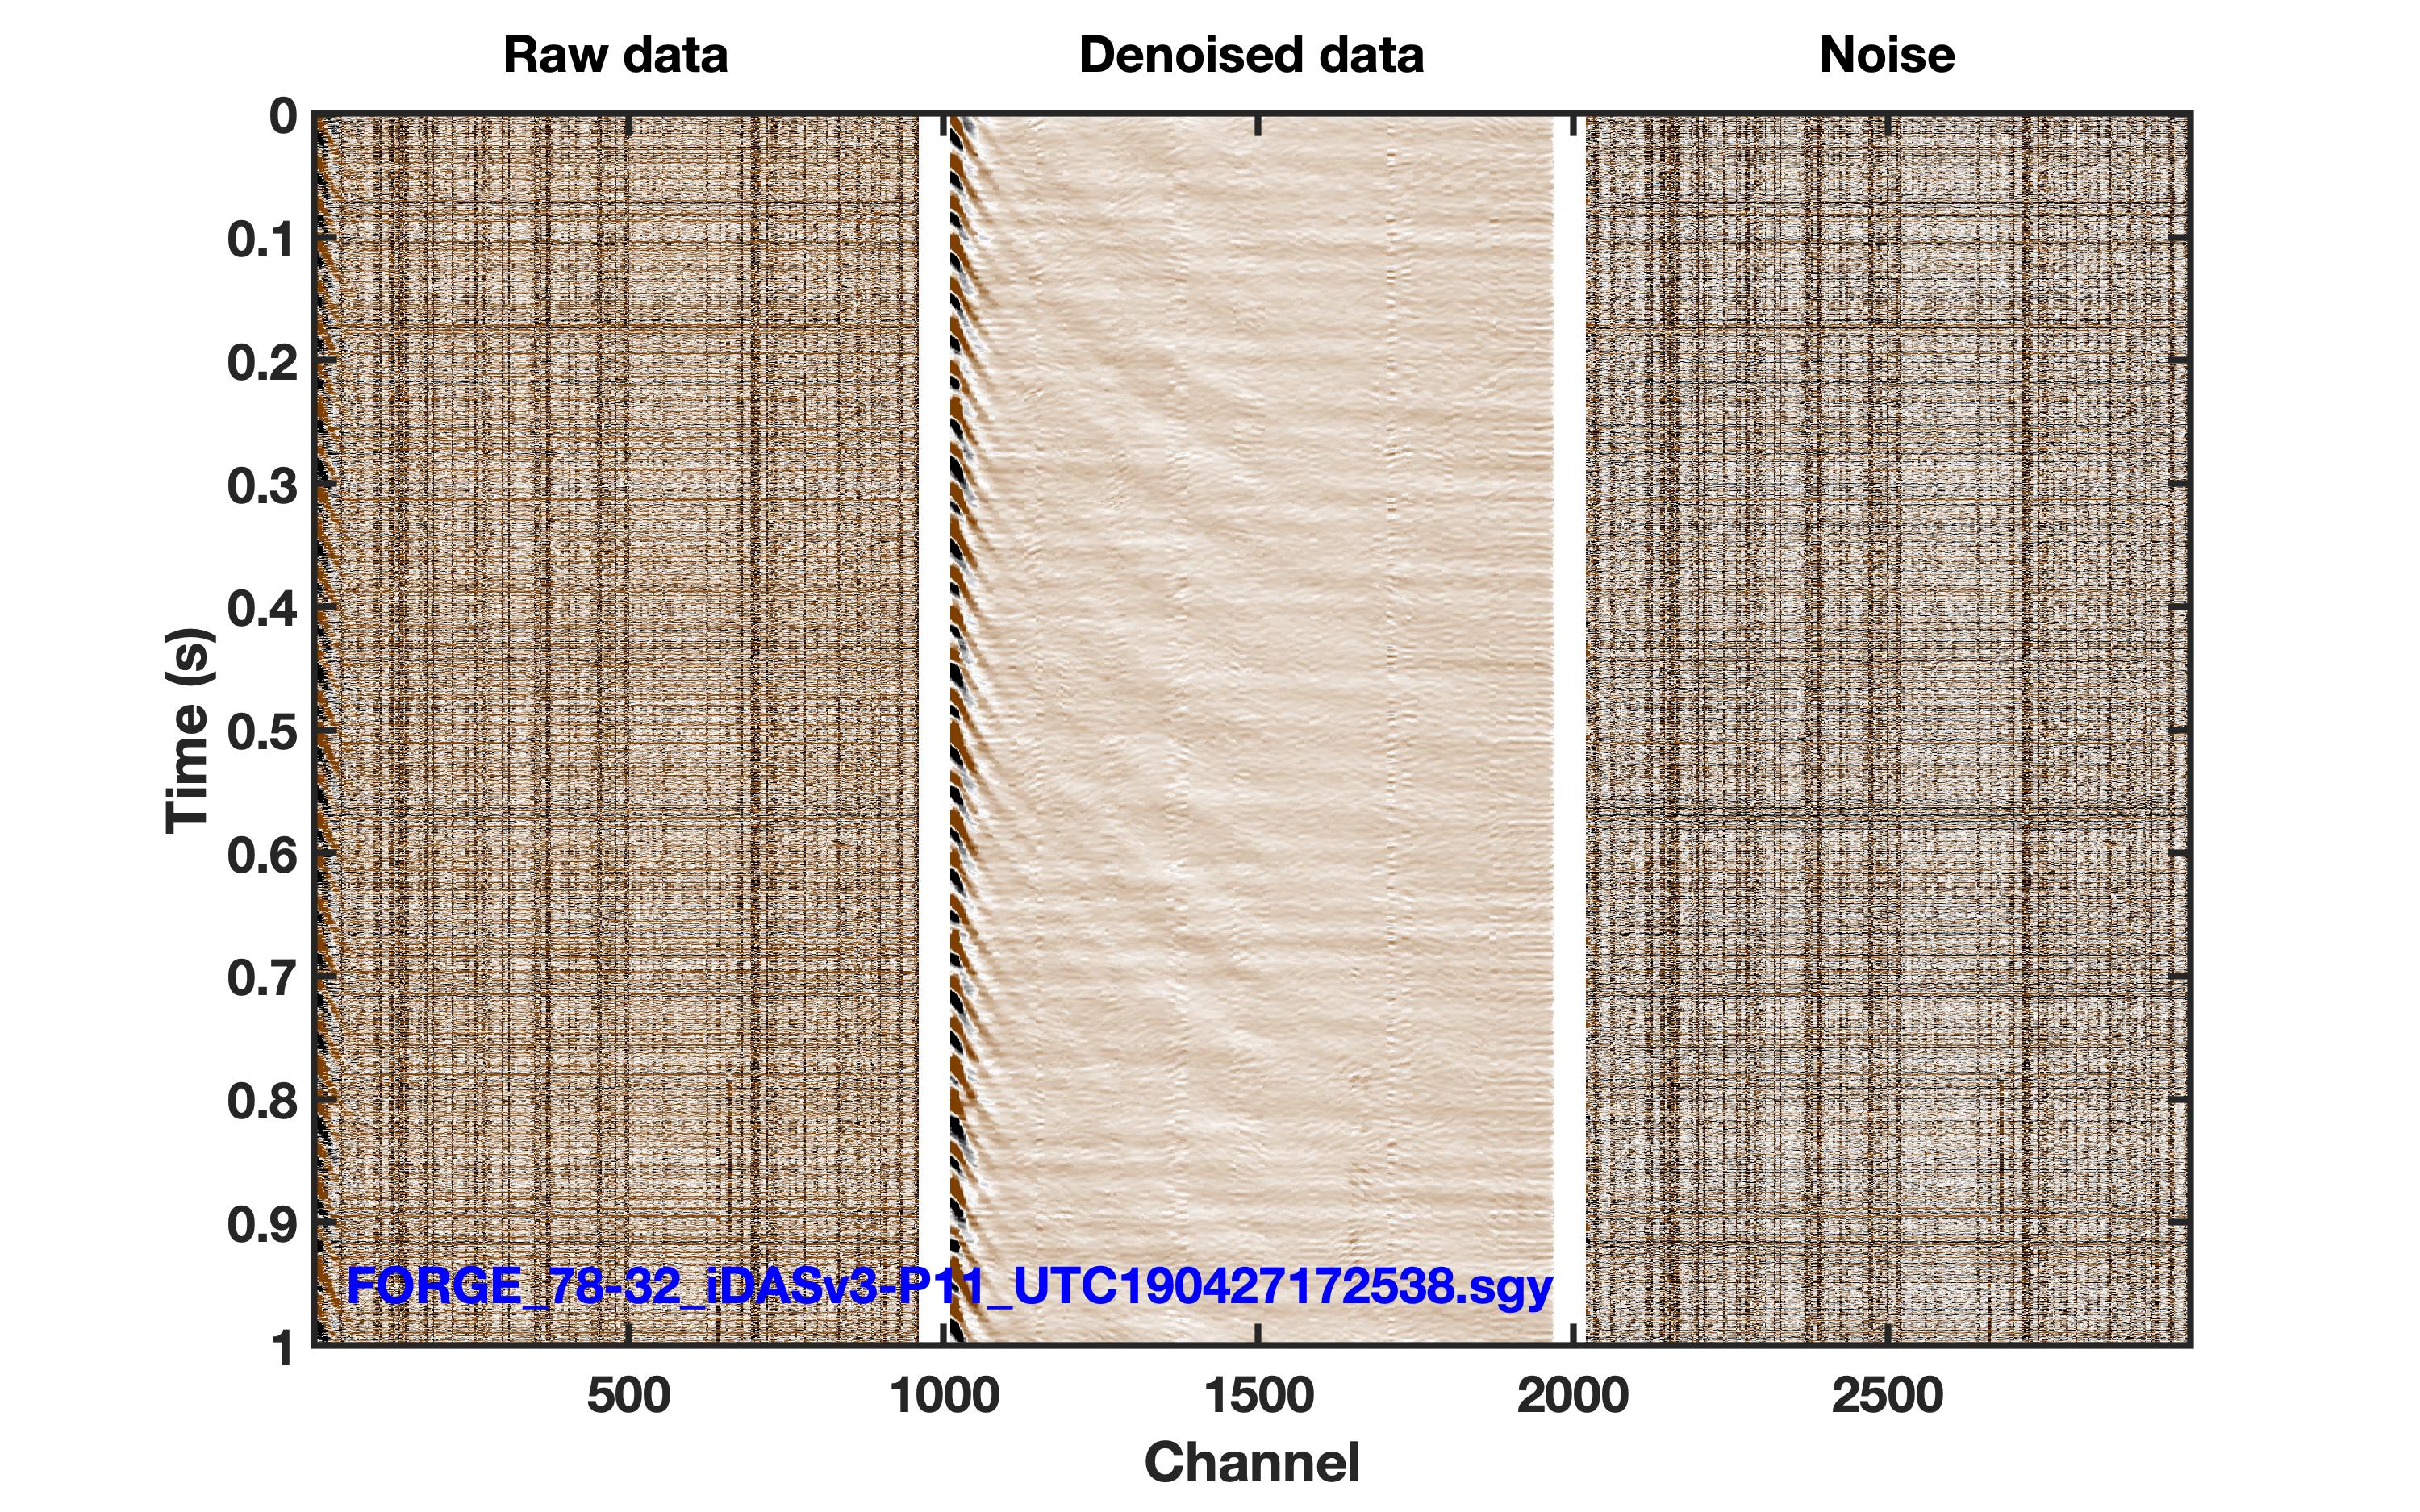 Raw data
Denoised data
Noise
0
0.1
0.2
0.3
0.4
0.5
0.6
0.7
0.8
0.9
1
Time (s)
FORGE_78-32_iDASv3-P11_UTC190427172538.sgy
500
1000
1500
2000
2500
Channel